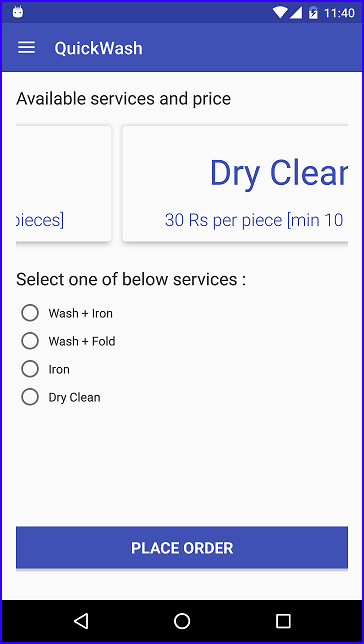 11:40
QuickWash
Available services and price
Dry Clean
pieces] 30 Rs per piece [min 10
Select one of below services :
Wash + Iron
Wash + Fold
Iron
Dry Clean
PLACE ORDER